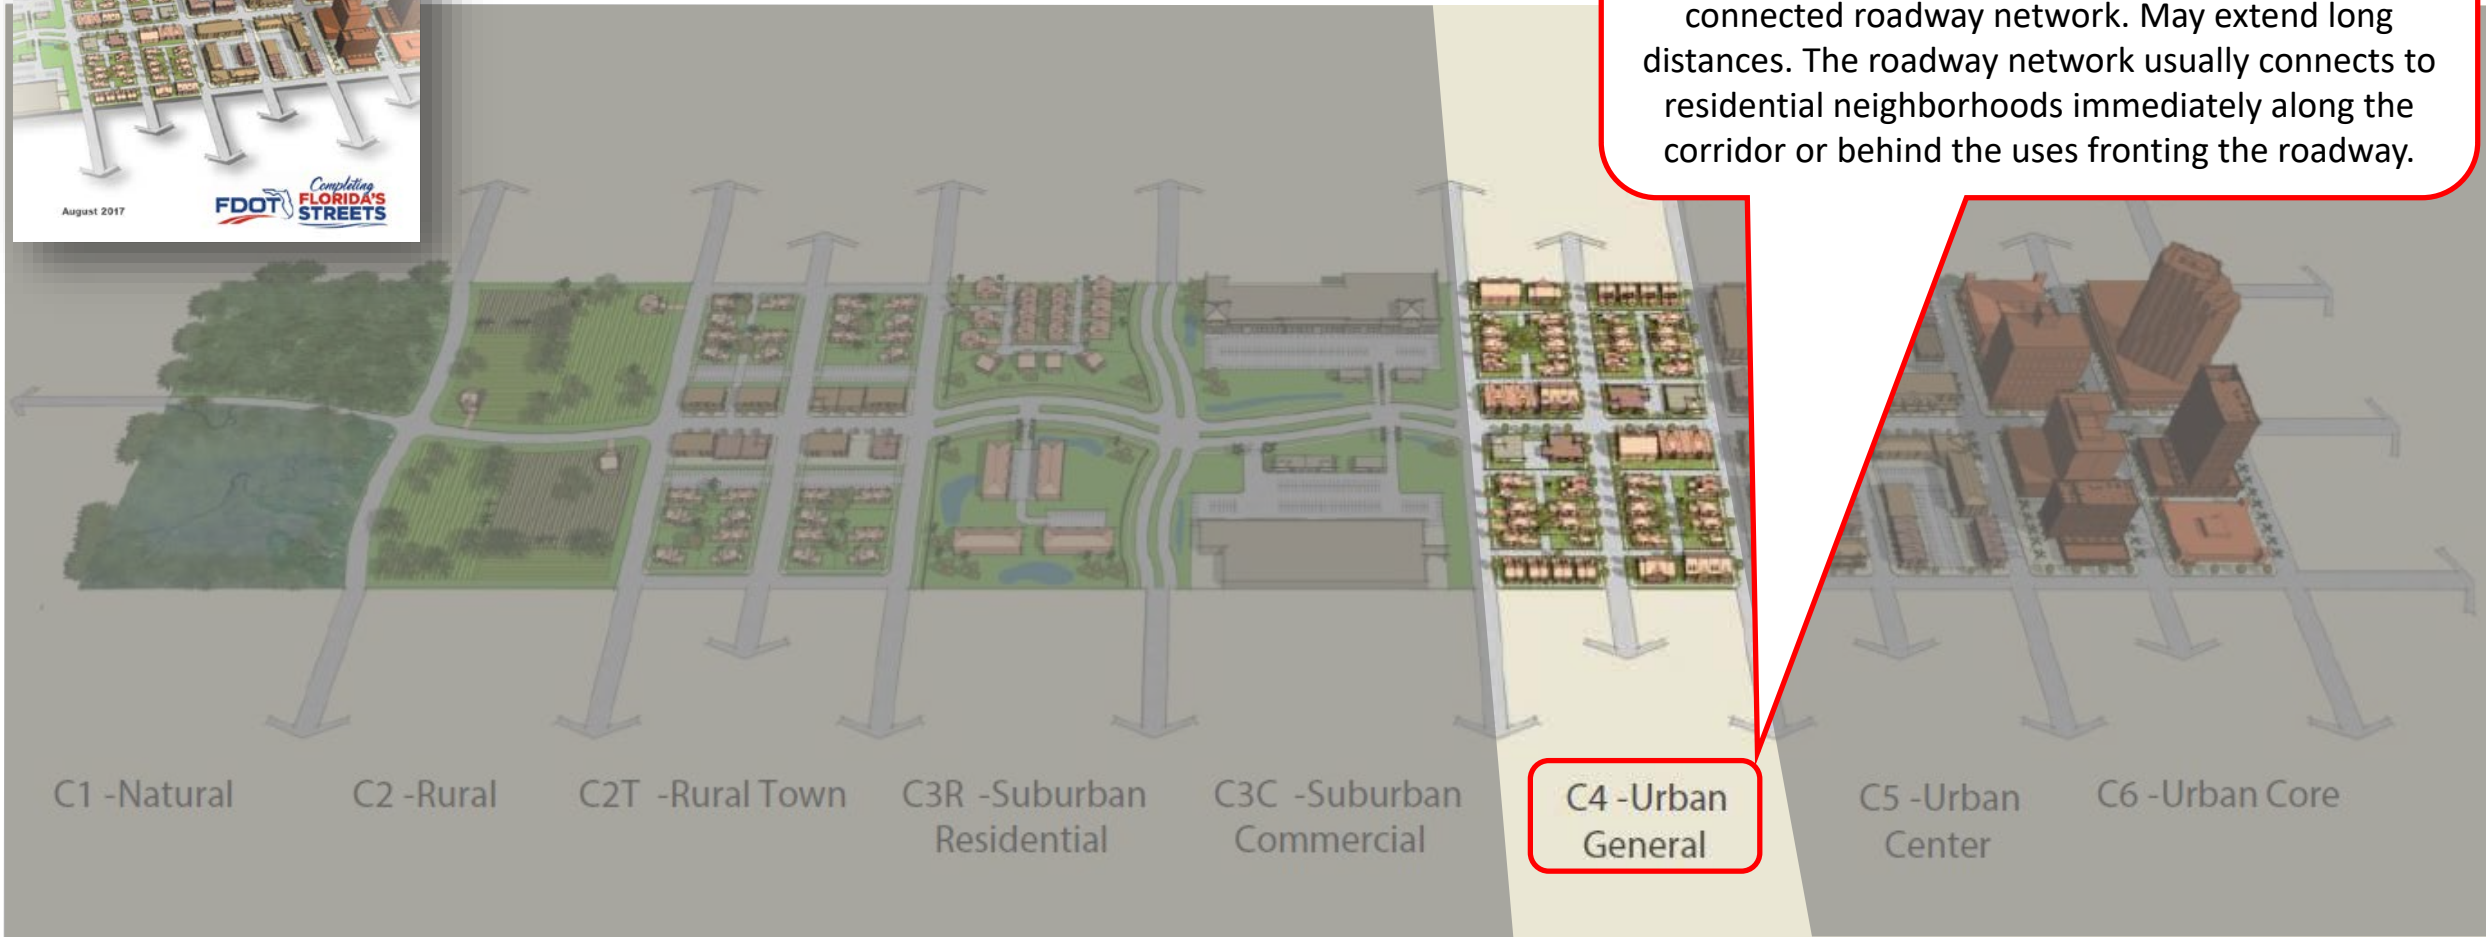 connected roadway network. May extend long
distances. The roadway network usually connects to
residential neighborhoods immediately along the
corridor or behind the uses fronting the roadway.
August 2017
FDOT
Completing
FLORIDA'S
STREETS
C1 -Natural
C2 -Rural
C2T -Rural Town
C3R -Suburban
Residential
C3C -Suburban
Commercial
C4 -Urban
General
C5 -Urban
Center
C6 -Urban Core